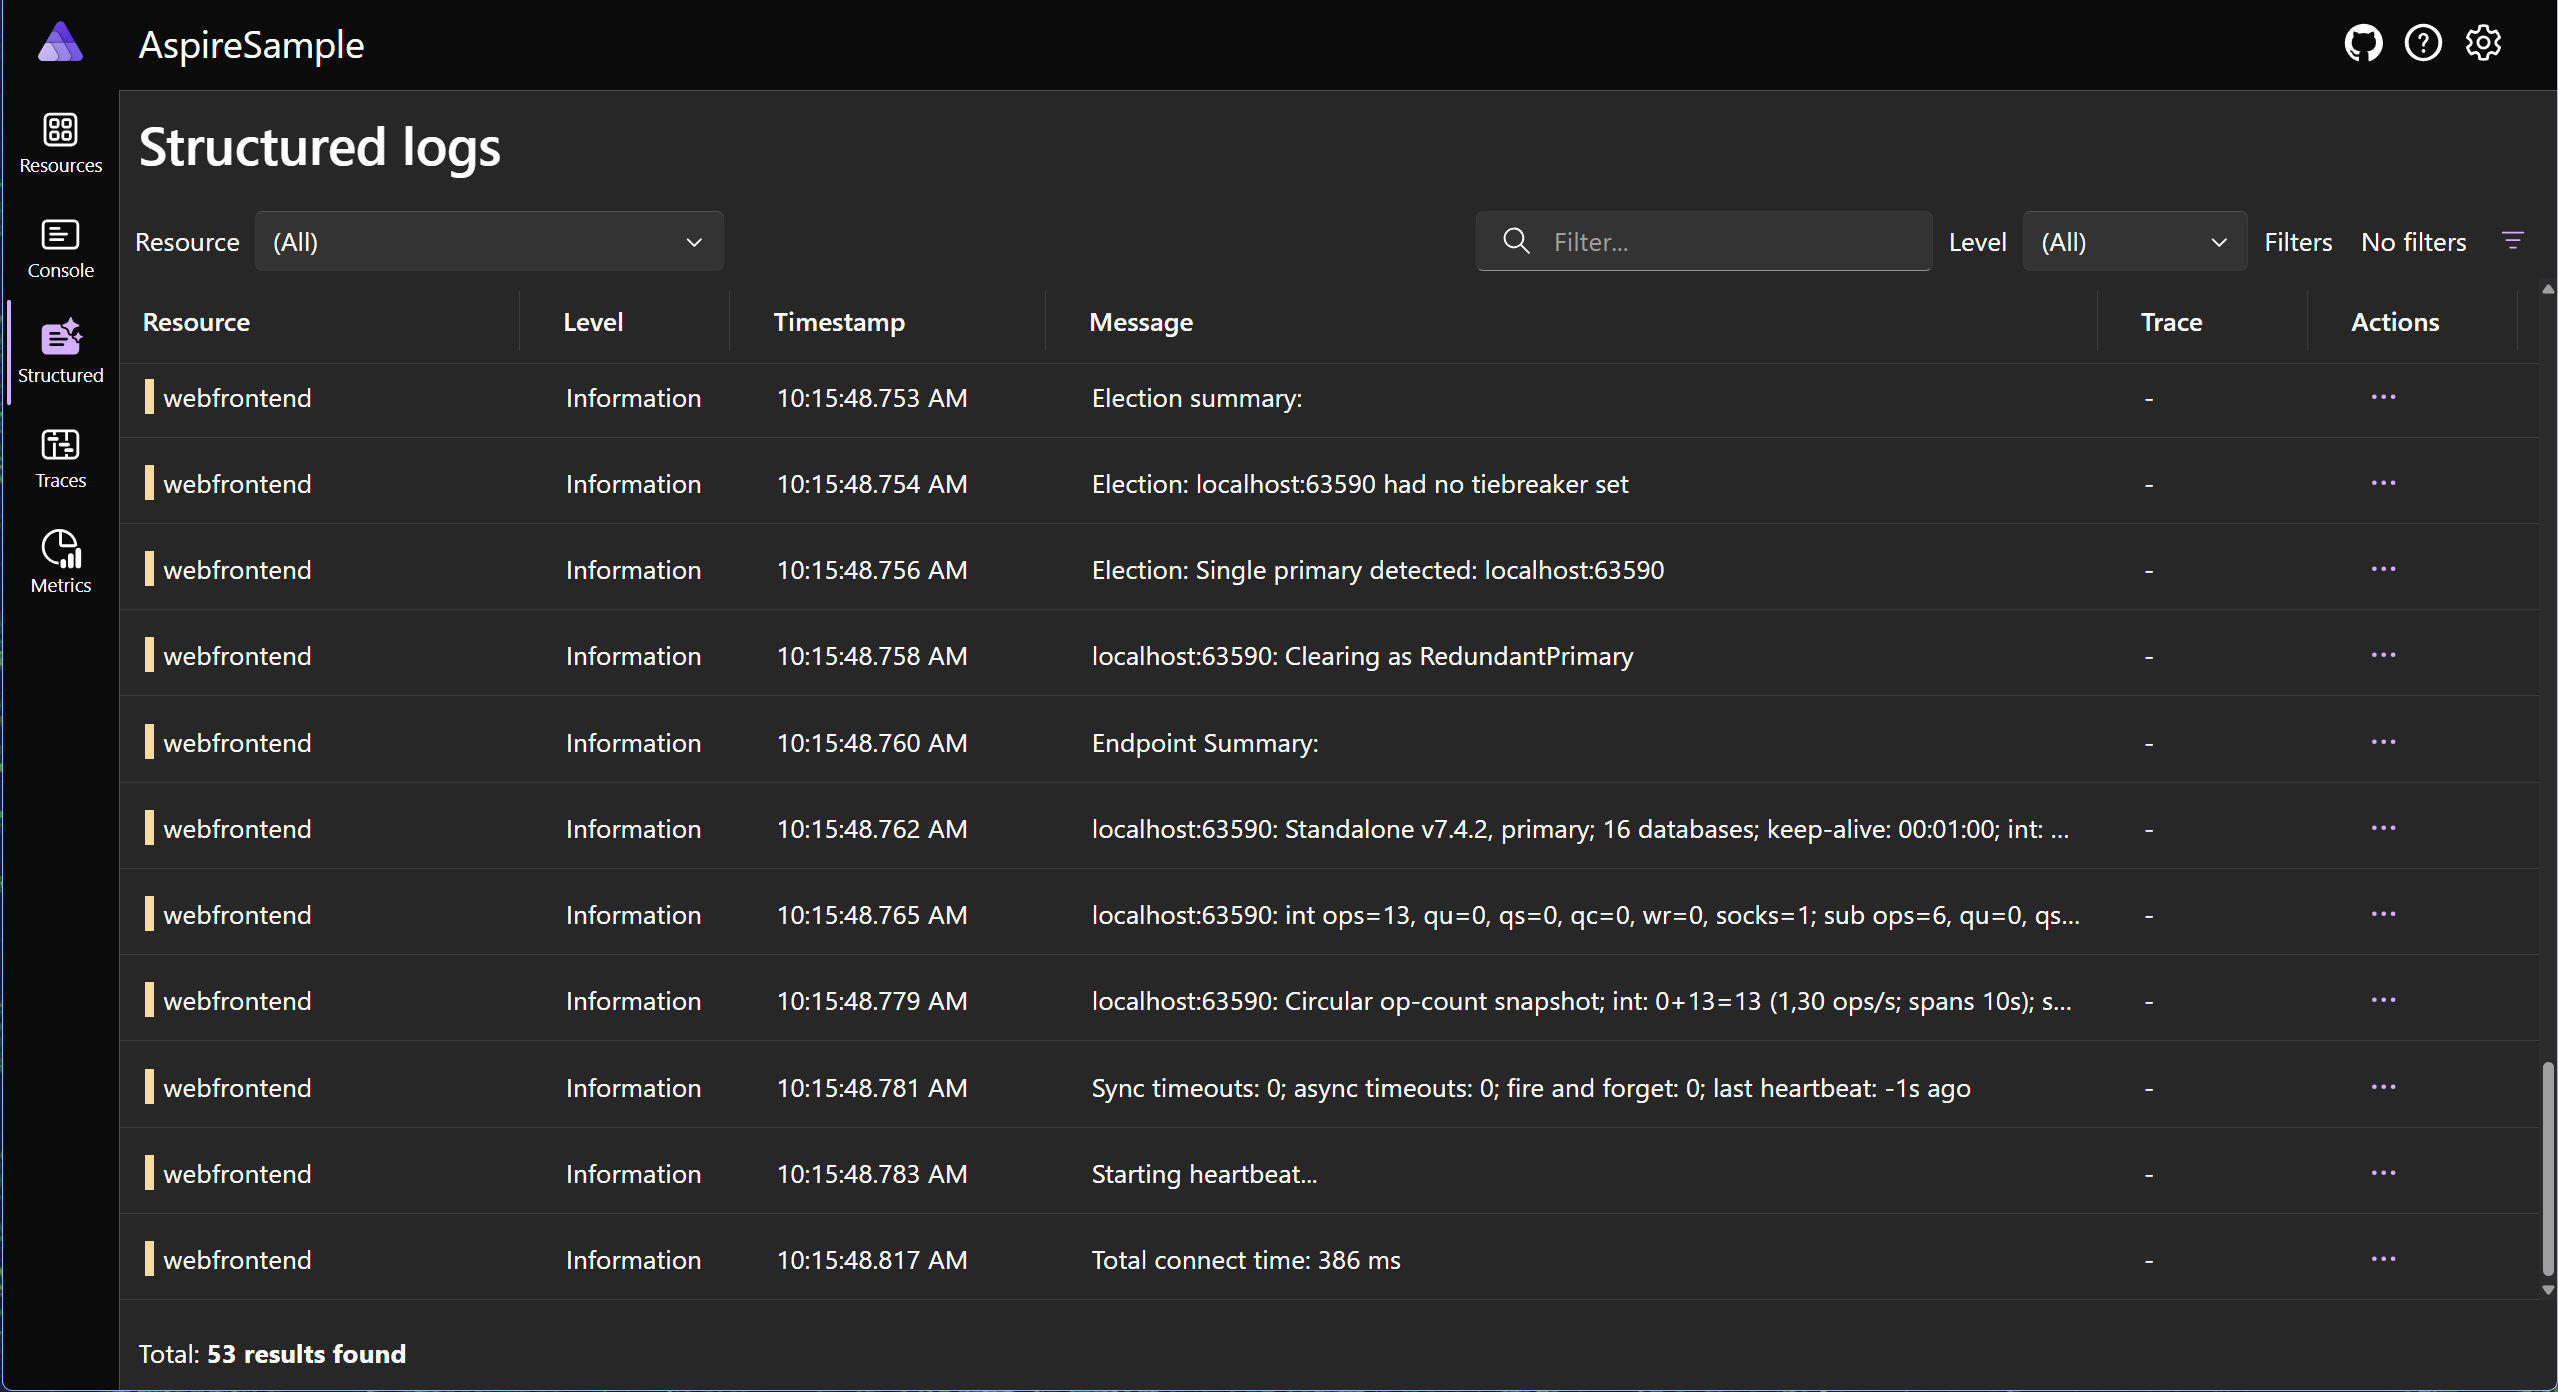 AspireSample
Resources
Console
Structured
Traces
Metrics
Structured logs
Resource (All) Filter... Level (All) Filters No filters
Resource Level Timestamp Message Trace Actions
webfrontend Information 10:15:48.753 AM Election summary: - ...
webfrontend Information 10:15:48.754 AM Election: localhost:63590 had no tiebreaker set - ...
webfrontend Information 10:15:48.756 AM Election: Single primary detected: localhost:63590 - ...
webfrontend Information 10:15:48.758 AM localhost:63590: Clearing as RedundantPrimary - ...
webfrontend Information 10:15:48.760 AM Endpoint Summary: - ...
webfrontend Information 10:15:48.762 AM localhost:63590: Standalone v7.4.2, primary; 16 databases; keep-alive: 00:01:00; int: ... - ...
webfrontend Information 10:15:48.765 AM localhost:63590: int ops=13, qu=0, qs=0, qc=0, wr=0, socks=1; sub ops=6, qu=0, qs... - ...
webfrontend Information 10:15:48.779 AM localhost:63590: Circular op-count snapshot; int: 0+13=13 (1,30 ops/s; spans 10s); s... - ...
webfrontend Information 10:15:48.781 AM Sync timeouts: 0; async timeouts: 0; fire and forget: 0; last heartbeat: -1s ago - ...
webfrontend Information 10:15:48.783 AM Starting heartbeat... - ...
webfrontend Information 10:15:48.817 AM Total connect time: 386 ms - ...
Total: 53 results found